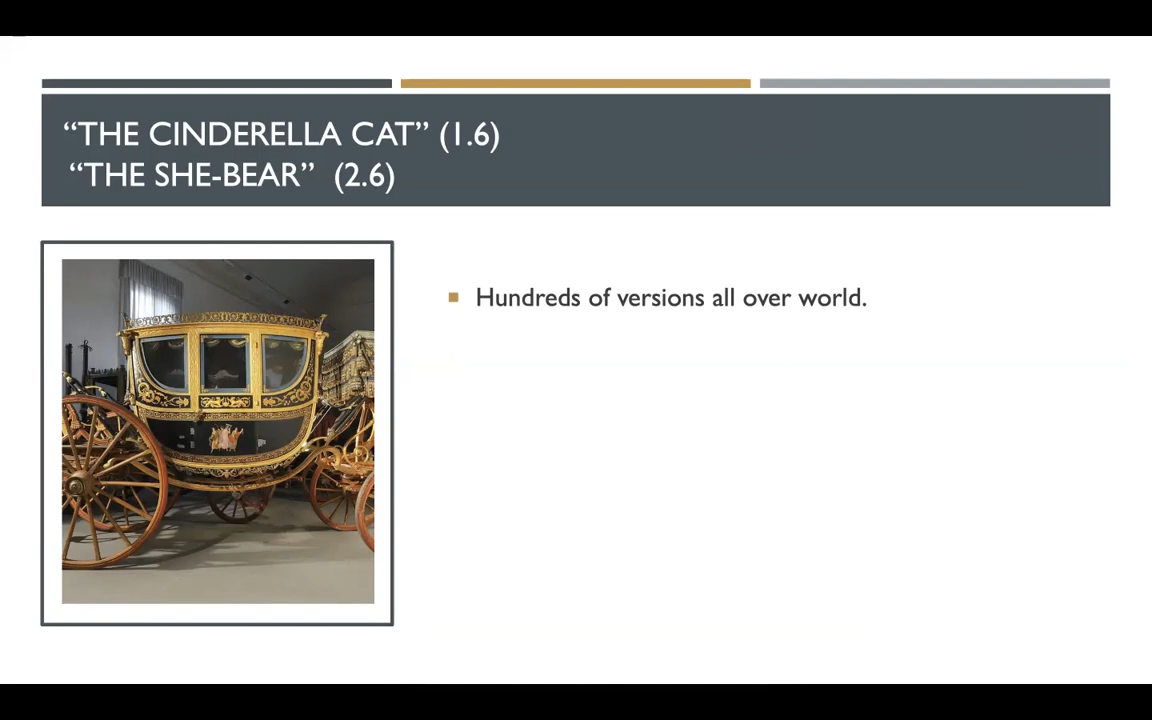 “THE CINDERELLA CAT” (1.6)
“THE SHE-BEAR” (2.6)
Hundreds of versions all over world.